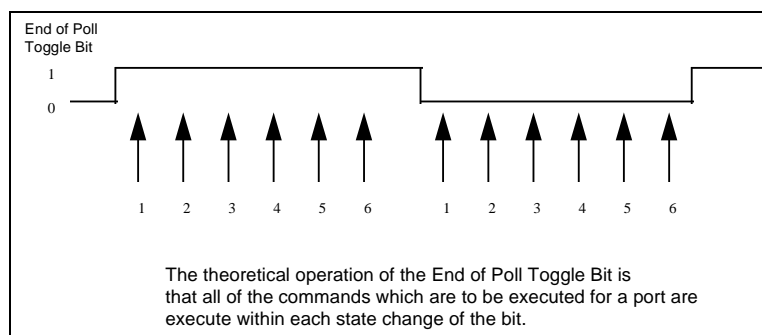 End of Poll
Toggle Bit
1
0
1 2 3 4 5 6 1 2 3 4 5 6
The theoretical operation of the End of Poll Toggle Bit is
that all of the commands which are to be executed for a port are
execute within each state change of the bit.